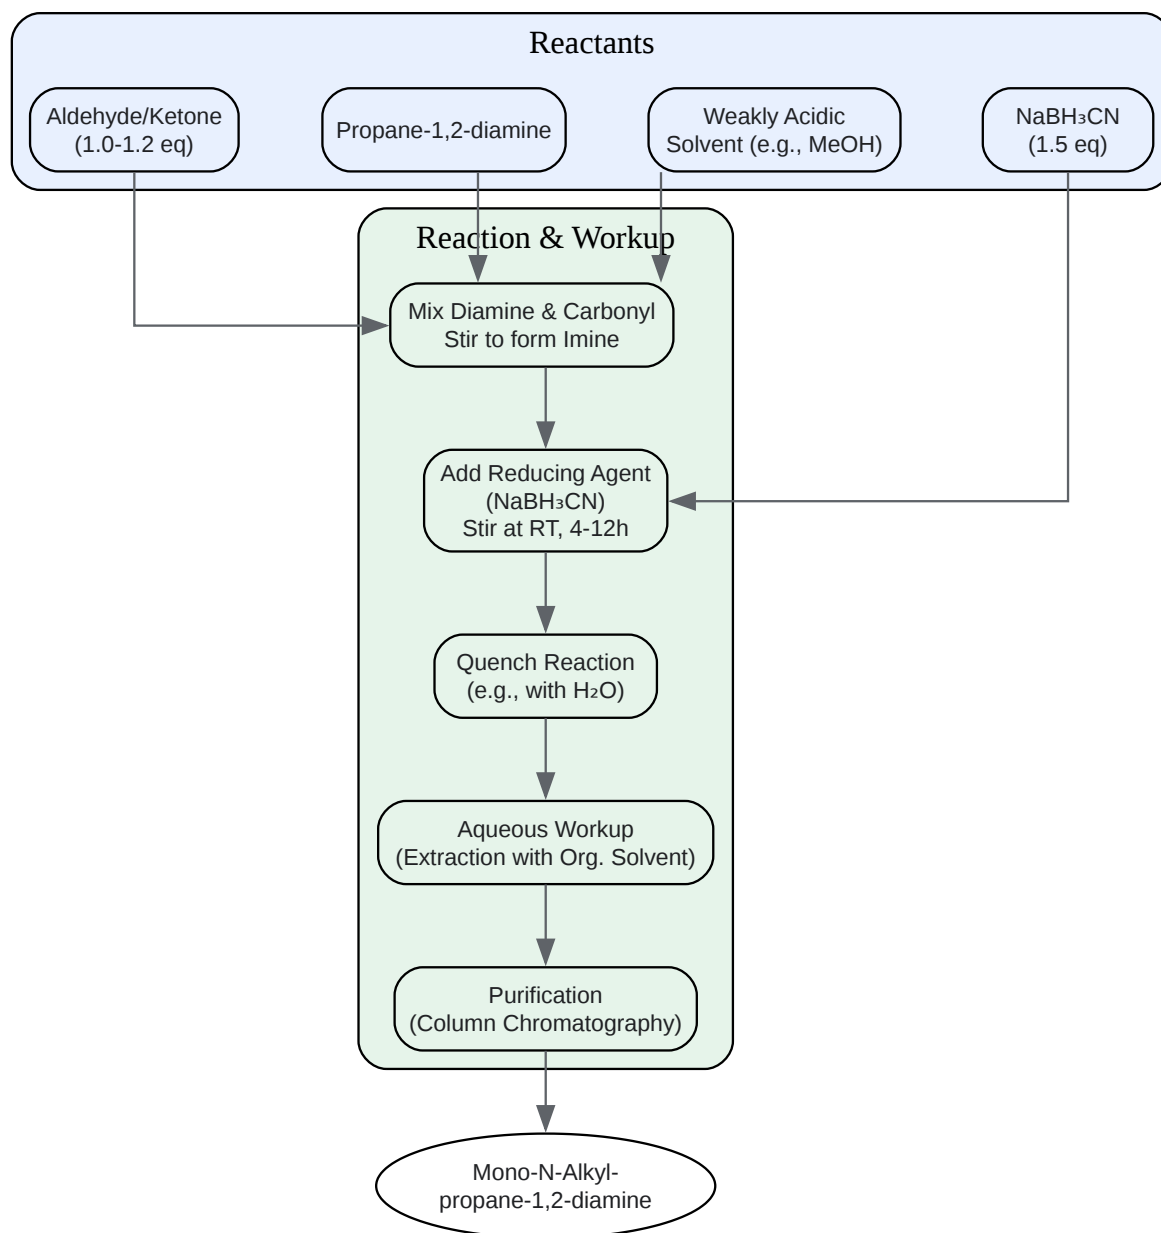 Reactants
Aldehyde/Ketone
(1.0-1.2 eq)
Propane-1,2-diamine
Weakly Acidic
Solvent (e.g., MeOH)
NaBH₃CN
(1.5 eq)
Reaction & Workup
Mix Diamine & Carbonyl
Stir to form Imine
Add Reducing Agent
(NaBH₃CN)
Stir at RT, 4-12h
Quench Reaction
(e.g., with H₂O)
Aqueous Workup
(Extraction with Org. Solvent)
Purification
(Column Chromatography)
Mono-N-Alkyl-
propane-1,2-diamine